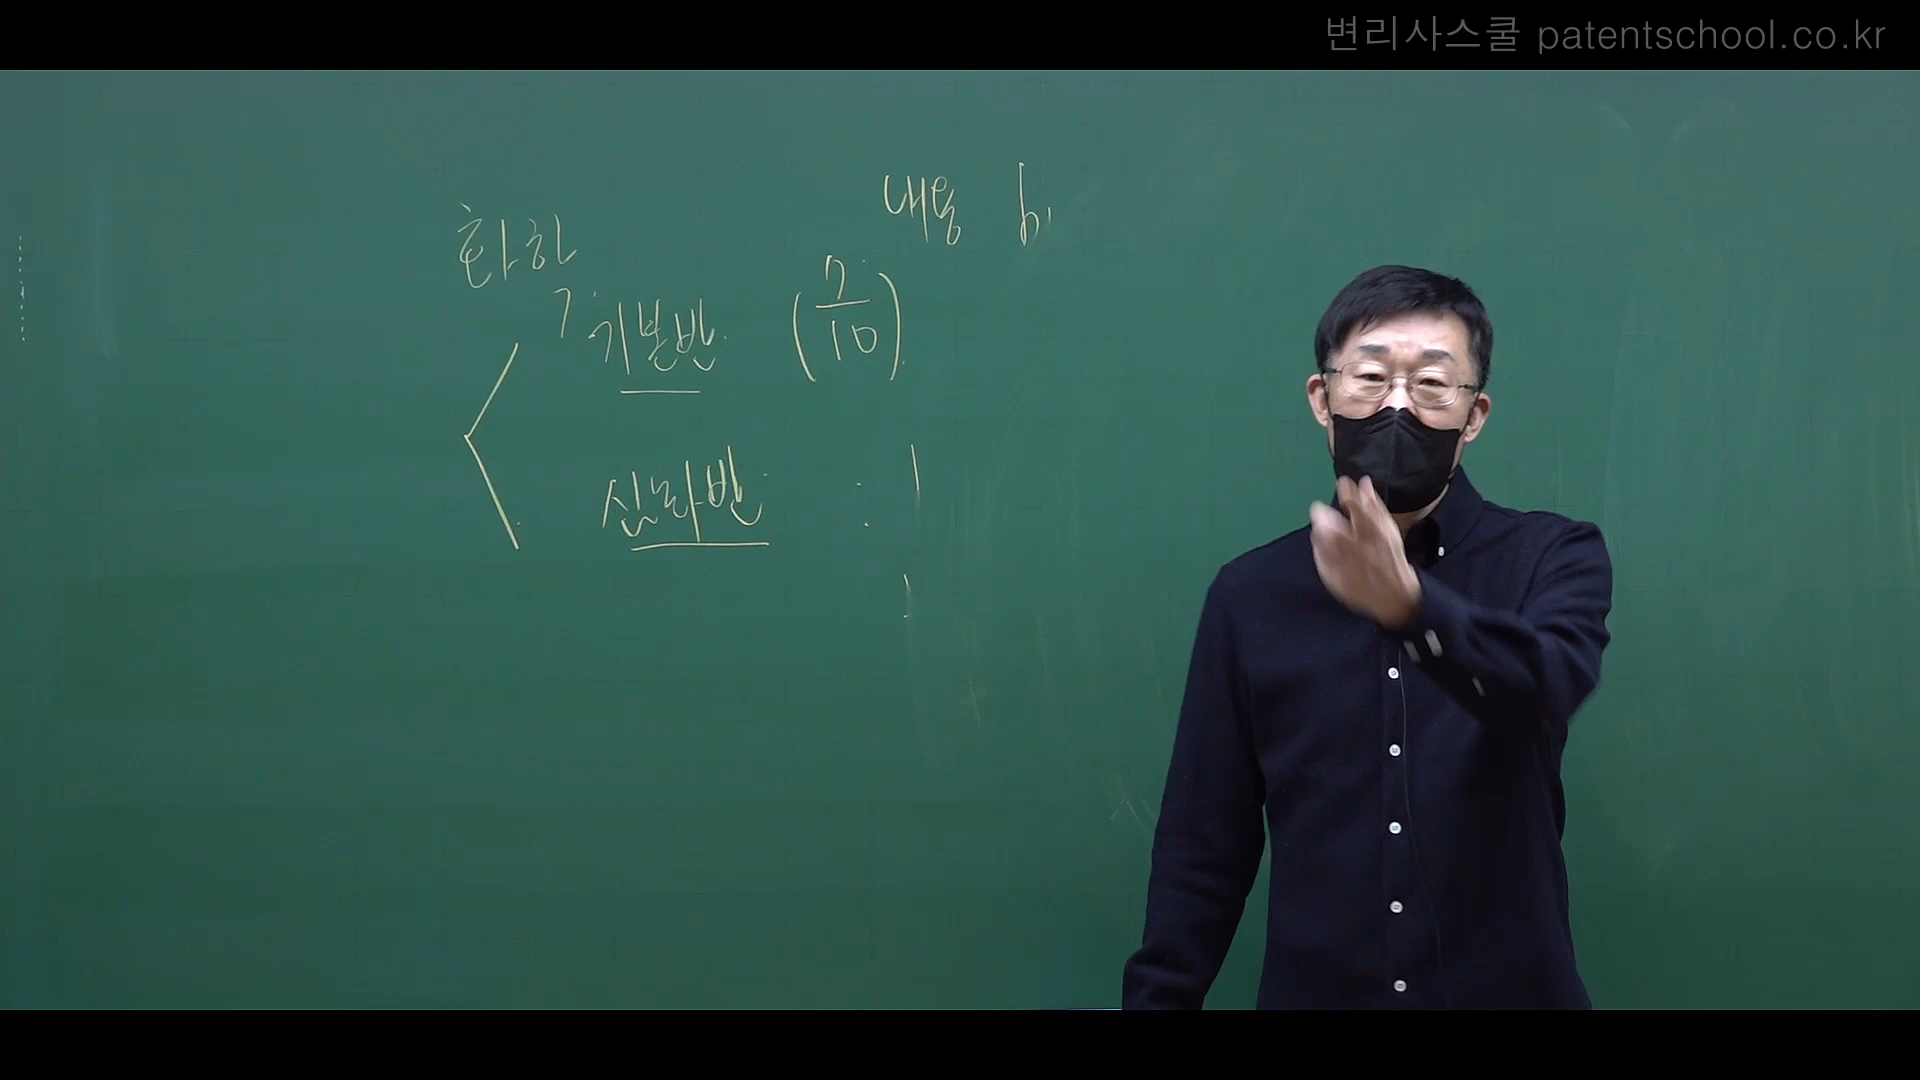 변리사스쿨 patentschool.co.kr
내용
화학
기본반 (7/10)
심화반 :